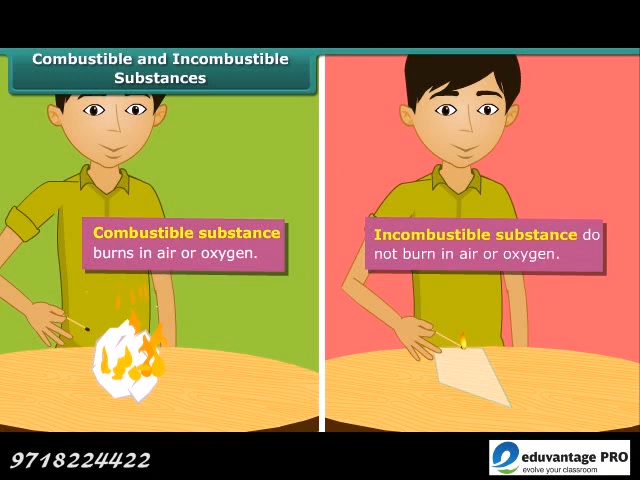 Combustible and Incombustible
Substances
Combustible substance
burns in air or oxygen.
Incombustible substance do
not burn in air or oxygen.
9718224422
eduvantage PRO
evolve your classroom